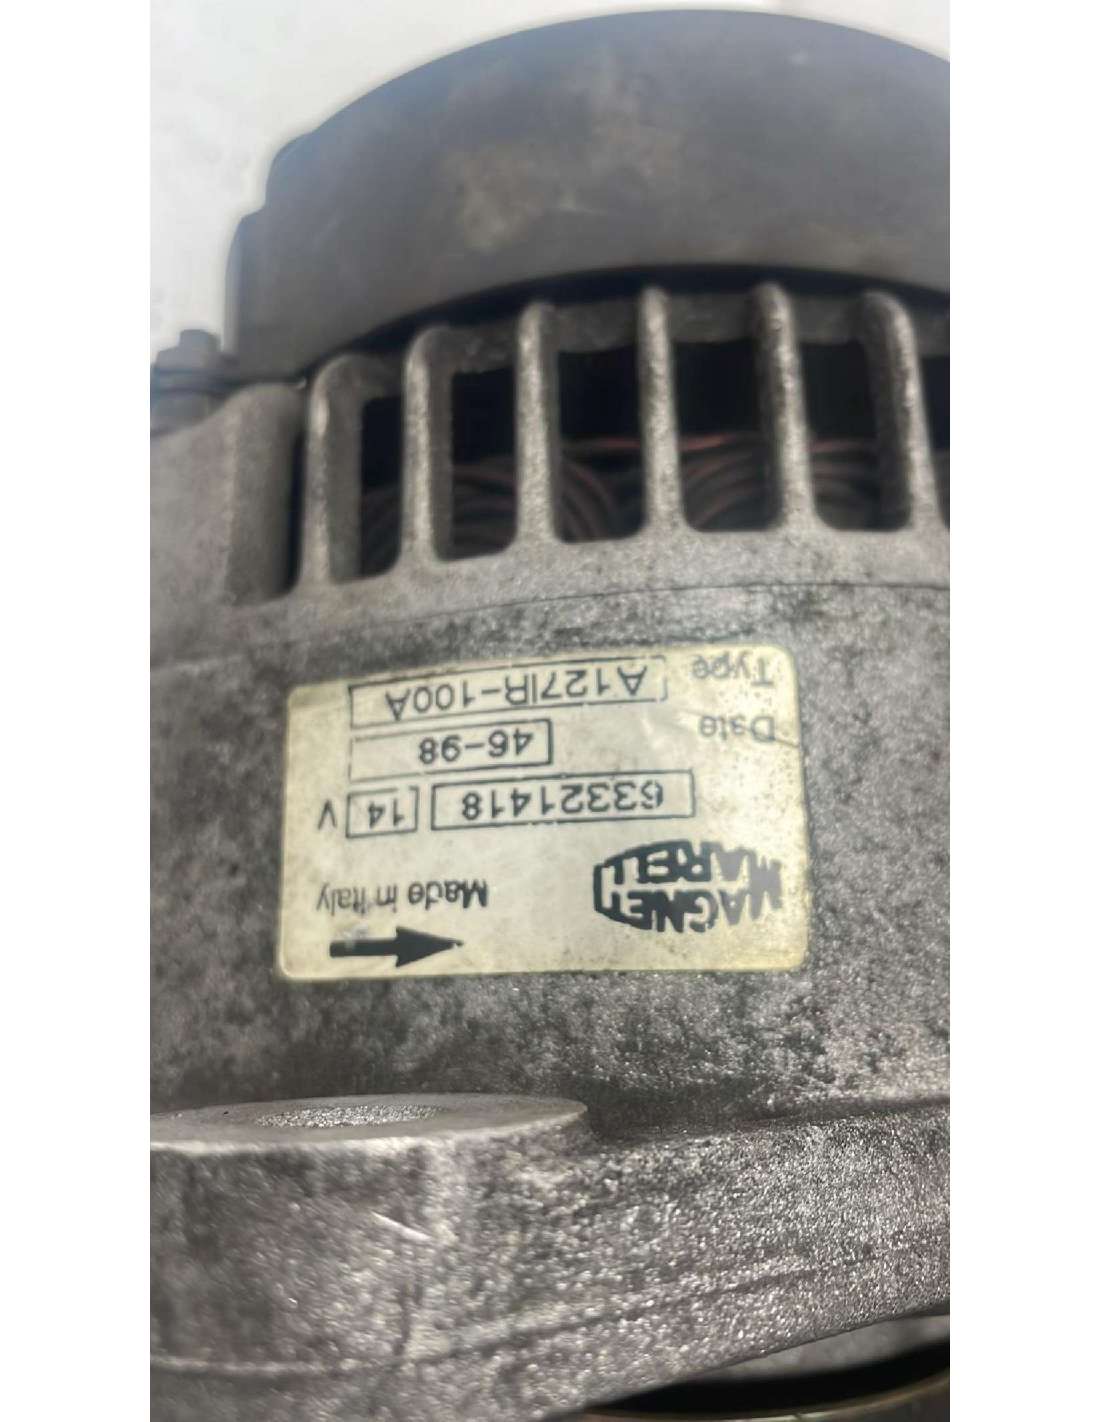 MAGNETI
MARELLI
Made in Italy
63321418 14 V
Date 46-98
Type A127IR-100A